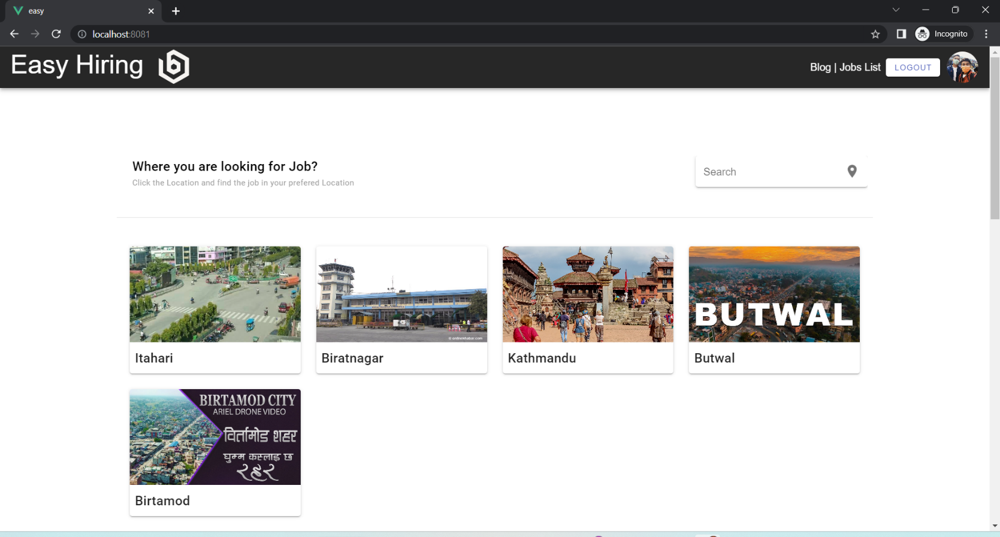 easy
localhost:8081
Incognito
Easy Hiring
Blog | Jobs List
LOGOUT
Where you are looking for Job?
Click the Location and find the job in your prefered Location
Search
© onlinekhabar.com
BUTWAL
Itahari
Biratnagar
Kathmandu
Butwal
BIRTAMOD CITY
ARIEL DRONE VIDEO
विर्तामोड शहर
घुम्म कस्लाइ छ
रहर
Birtamod